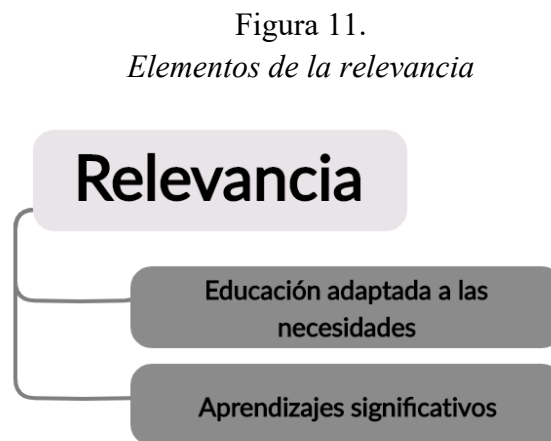 Figura 11.
Elementos de la relevancia
Relevancia
Educación adaptada a las
necesidades
Aprendizajes significativos